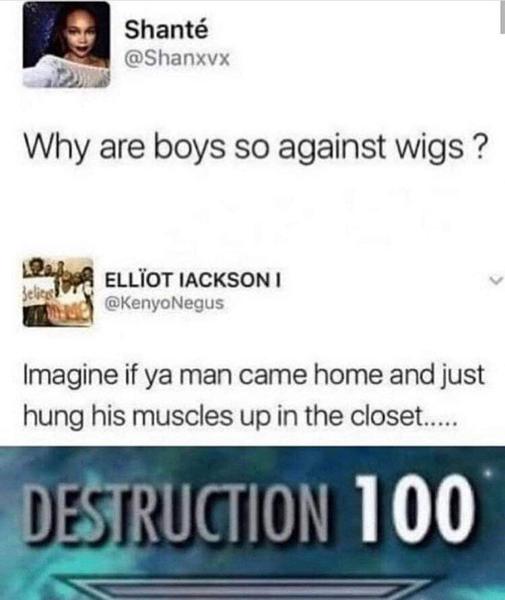 Shanté
@Shanxvx
Why are boys so against wigs ?
ELLÏOT IACKSON I
@KenyoNegus
Imagine if ya man came home and just
hung his muscles up in the closet.....
DESTRUCTION 100